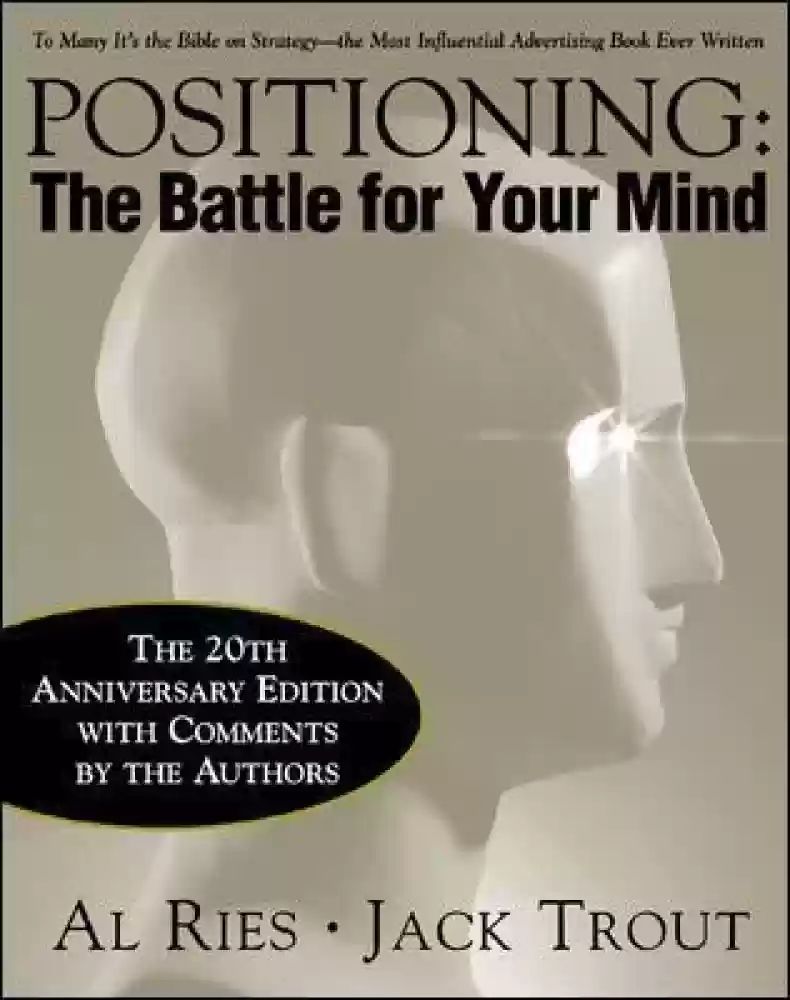 To Many It's the Bible on Strategy—the Most Influential Advertising Book Ever Written
POSITIONING:
The Battle for Your Mind
THE 20TH
ANNIVERSARY EDITION
WITH COMMENTS
BY THE AUTHORS
AL RIES • JACK TROUT